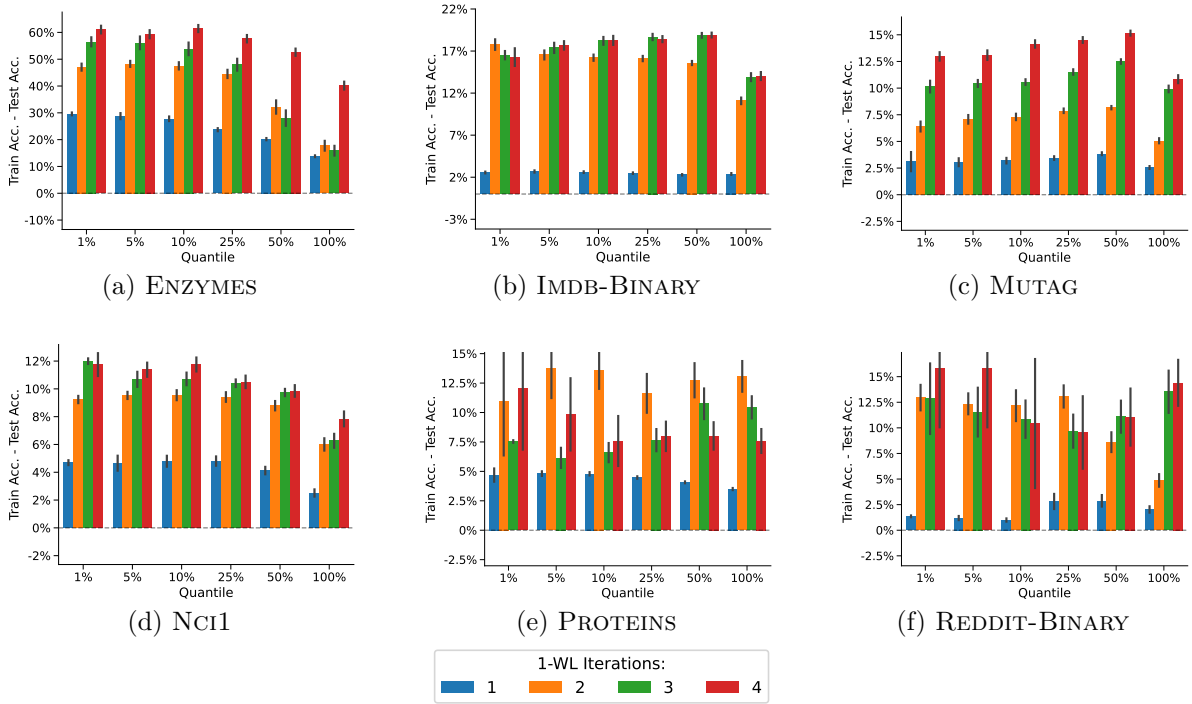 Train Acc. - Test Acc.
60%
50%
40%
30%
20%
10%
0%
-10%
1% 5% 10% 25% 50% 100%
Quantile
(a) ENZYMES
Train Acc. - Test Acc.
22%
17%
12%
7%
2%
-3%
1% 5% 10% 25% 50% 100%
Quantile
(b) IMDB-BINARY
Train Acc. - Test Acc.
15%
12.5%
10%
7.5%
5%
2.5%
0%
-2.5%
1% 5% 10% 25% 50% 100%
Quantile
(c) MUTAG
Train Acc. - Test Acc.
12%
10%
8%
6%
4%
2%
0%
-2%
1% 5% 10% 25% 50% 100%
Quantile
(d) NCI1
Train Acc. - Test Acc.
15%
12.5%
10%
7.5%
5%
2.5%
0%
-2.5%
1% 5% 10% 25% 50% 100%
Quantile
(e) PROTEINS
Train Acc. - Test Acc.
15%
12.5%
10%
7.5%
5%
2.5%
0%
-2.5%
1% 5% 10% 25% 50% 100%
Quantile
(f) REDDIT-BINARY
1-WL Iterations:
1 2 3 4